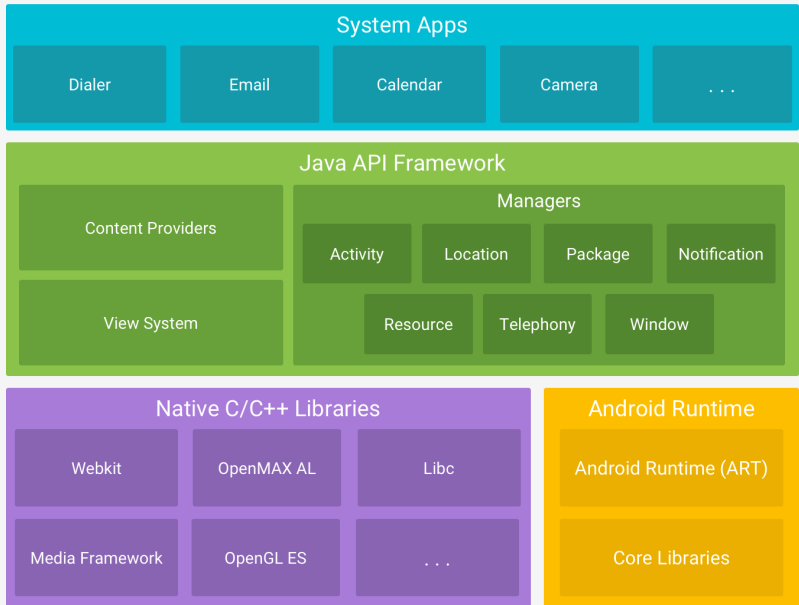 System Apps
Dialer
Email
Calendar
Camera
. . .
Java API Framework
Content Providers
View System
Managers
Activity
Location
Package
Notification
Resource
Telephony
Window
Native C/C++ Libraries
Webkit
OpenMAX AL
Libc
Media Framework
OpenGL ES
. . .
Android Runtime
Android Runtime (ART)
Core Libraries